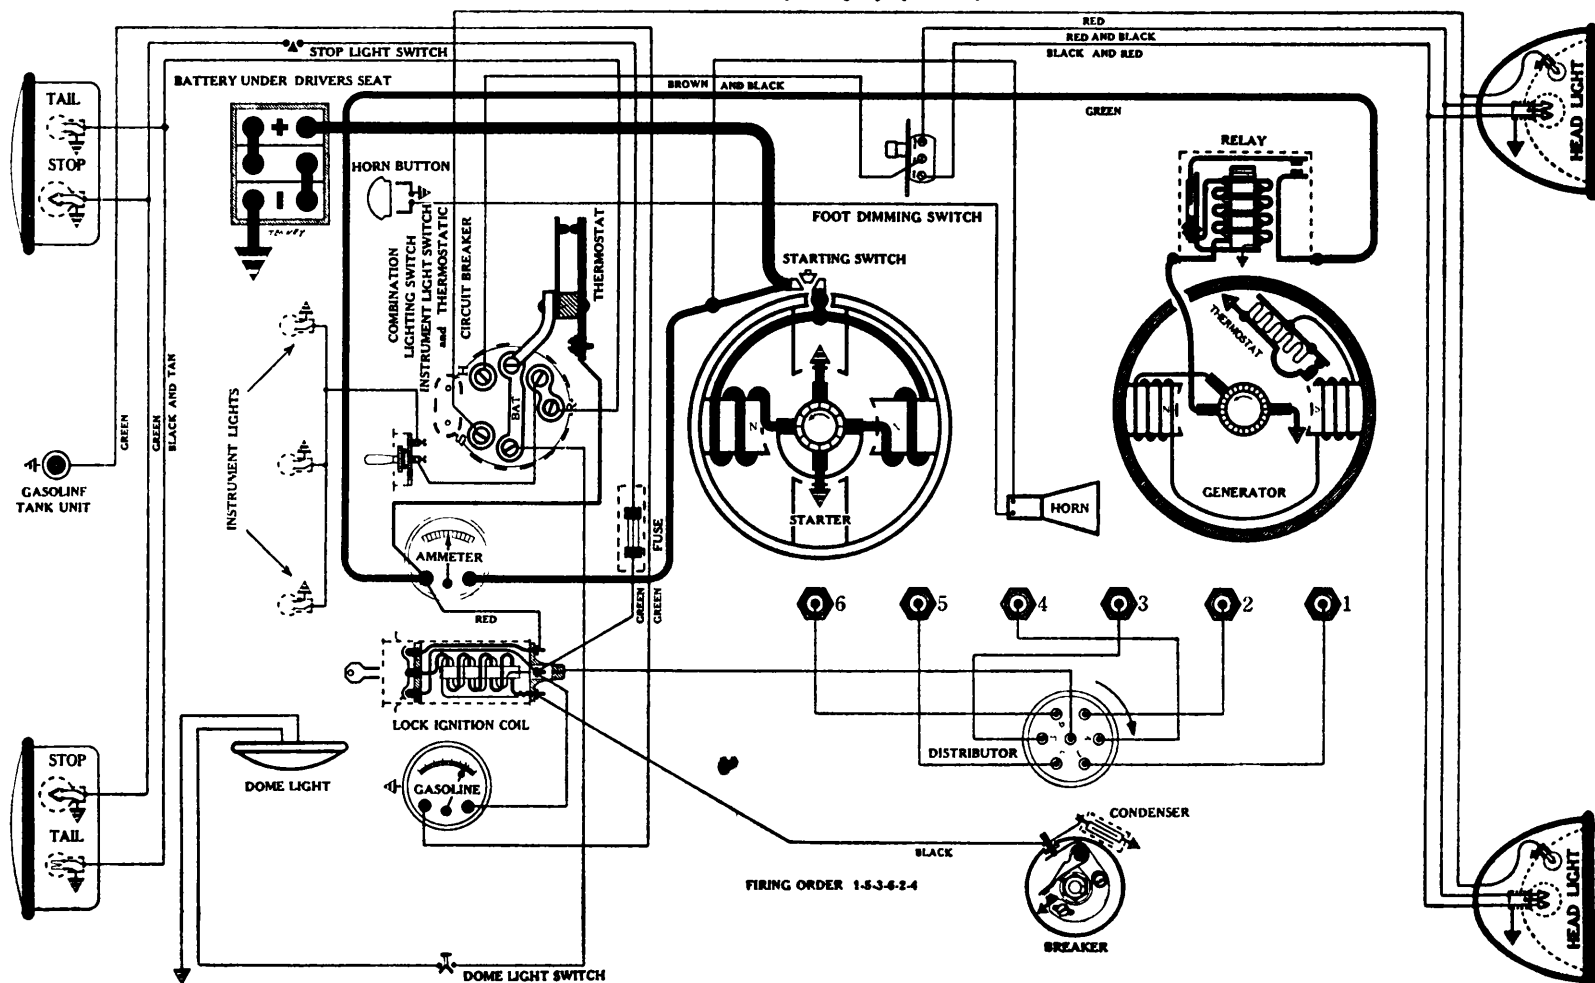 RED
RED AND BLACK
BLACK AND RED
STOP LIGHT SWITCH
BATTERY UNDER DRIVERS SEAT
BROWN AND BLACK
GREEN
TAIL
STOP
+
−
HORN BUTTON
RELAY
HEAD LIGHT
FOOT DIMMING SWITCH
COMBINATION
LIGHTING SWITCH
INSTRUMENT LIGHT SWITCH
and THERMOSTATIC
CIRCUIT BREAKER
THERMOSTAT
STARTING SWITCH
THERMOSTAT
H
BAT
R
S
N
N
GREEN
GREEN
BLACK AND TAN
INSTRUMENT LIGHTS
GASOLINE
TANK UNIT
STARTER
GENERATOR
HORN
FUSE
AMMETER
GREEN
GREEN
RED
6
5
4
3
2
1
LOCK IGNITION COIL
DISTRIBUTOR
DOME LIGHT
GASOLINE
STOP
TAIL
CONDENSER
BLACK
FIRING ORDER 1-5-3-6-2-4
BREAKER
HEAD LIGHT
DOME LIGHT SWITCH